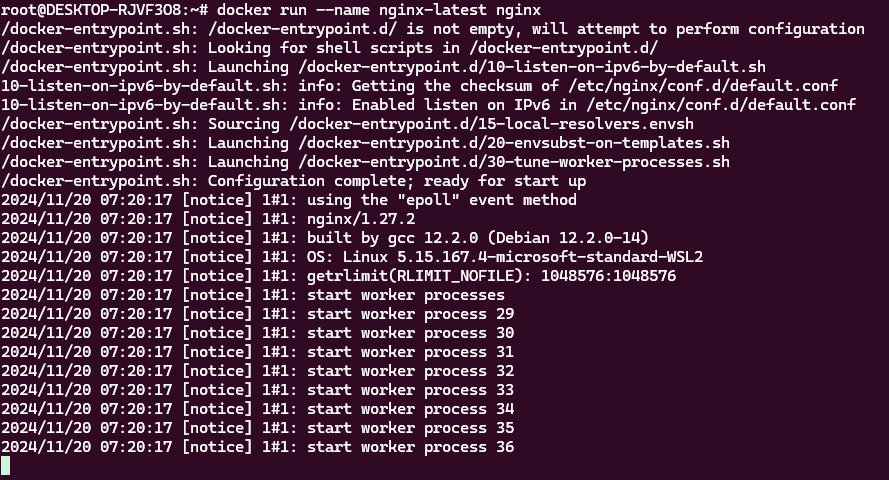 root@DESKTOP-RJVF3O8:~# docker run --name nginx-latest nginx
/docker-entrypoint.sh: /docker-entrypoint.d/ is not empty, will attempt to perform configuration
/docker-entrypoint.sh: Looking for shell scripts in /docker-entrypoint.d/
/docker-entrypoint.sh: Launching /docker-entrypoint.d/10-listen-on-ipv6-by-default.sh
10-listen-on-ipv6-by-default.sh: info: Getting the checksum of /etc/nginx/conf.d/default.conf
10-listen-on-ipv6-by-default.sh: info: Enabled listen on IPv6 in /etc/nginx/conf.d/default.conf
/docker-entrypoint.sh: Sourcing /docker-entrypoint.d/15-local-resolvers.envsh
/docker-entrypoint.sh: Launching /docker-entrypoint.d/20-envsubst-on-templates.sh
/docker-entrypoint.sh: Launching /docker-entrypoint.d/30-tune-worker-processes.sh
/docker-entrypoint.sh: Configuration complete; ready for start up
2024/11/20 07:20:17 [notice] 1#1: using the "epoll" event method
2024/11/20 07:20:17 [notice] 1#1: nginx/1.27.2
2024/11/20 07:20:17 [notice] 1#1: built by gcc 12.2.0 (Debian 12.2.0-14)
2024/11/20 07:20:17 [notice] 1#1: OS: Linux 5.15.167.4-microsoft-standard-WSL2
2024/11/20 07:20:17 [notice] 1#1: getrlimit(RLIMIT_NOFILE): 1048576:1048576
2024/11/20 07:20:17 [notice] 1#1: start worker processes
2024/11/20 07:20:17 [notice] 1#1: start worker process 29
2024/11/20 07:20:17 [notice] 1#1: start worker process 30
2024/11/20 07:20:17 [notice] 1#1: start worker process 31
2024/11/20 07:20:17 [notice] 1#1: start worker process 32
2024/11/20 07:20:17 [notice] 1#1: start worker process 33
2024/11/20 07:20:17 [notice] 1#1: start worker process 34
2024/11/20 07:20:17 [notice] 1#1: start worker process 35
2024/11/20 07:20:17 [notice] 1#1: start worker process 36